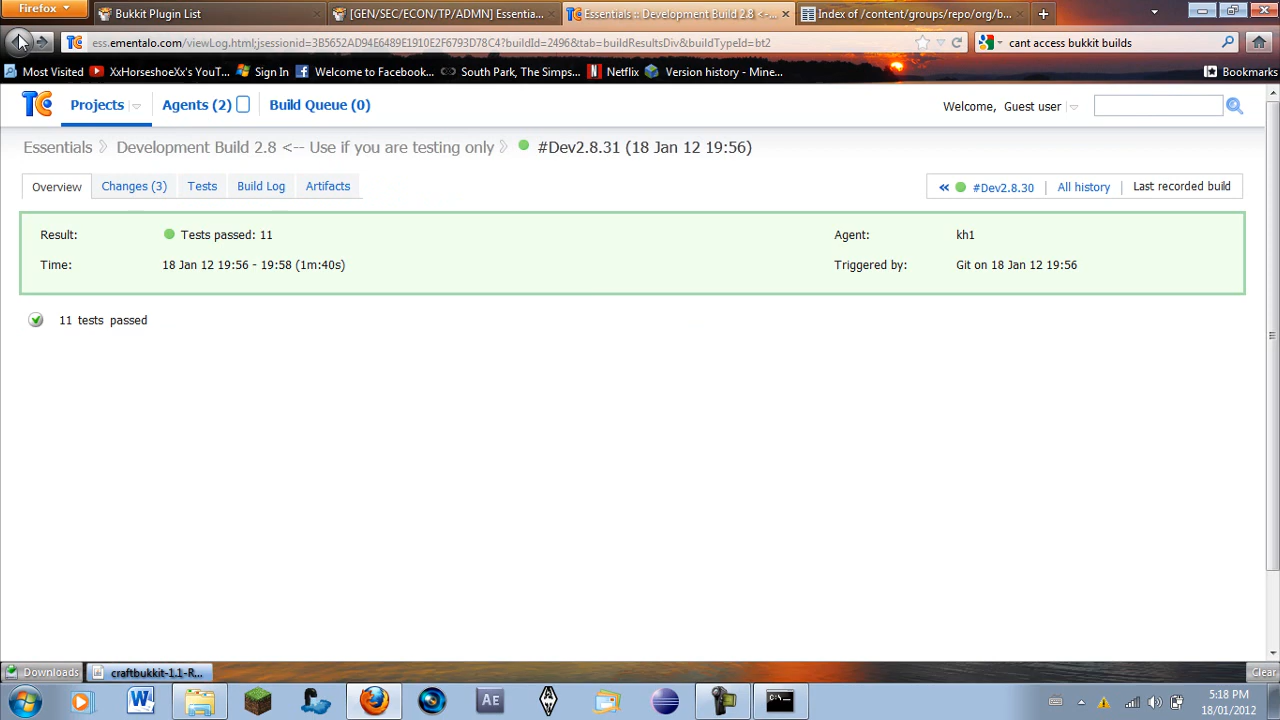 Firefox
Bukkit Plugin List
[GEN/SEC/ECON/TP/ADMN] Essentia...
Essentials :: Development Build 2.8 <--...
Index of /content/groups/repo/org/b...
ess.ementalo.com/viewLog.html;jsessionid=3B5652AD94E6489E1910E2F6793D78C4?buildId=2496&tab=buildResultsDiv&buildTypeId=bt2
cant access bukkit builds
Most Visited
XxHorseshoeXx's YouT...
Sign In
Welcome to Facebook...
South Park, The Simps...
Netflix
Version history - Mine...
Bookmarks
Projects
Agents (2)
Build Queue (0)
Welcome, Guest user
Essentials
Development Build 2.8 <-- Use if you are testing only
#Dev2.8.31 (18 Jan 12 19:56)
Overview
Changes (3)
Tests
Build Log
Artifacts
#Dev2.8.30
All history
Last recorded build
Result:
Tests passed: 11
Agent:
kh1
Time:
18 Jan 12 19:56 - 19:58 (1m:40s)
Triggered by:
Git on 18 Jan 12 19:56
11 tests passed
Downloads
craftbukkit-1.1-R...
Clear
W
Ae
5:18 PM
18/01/2012